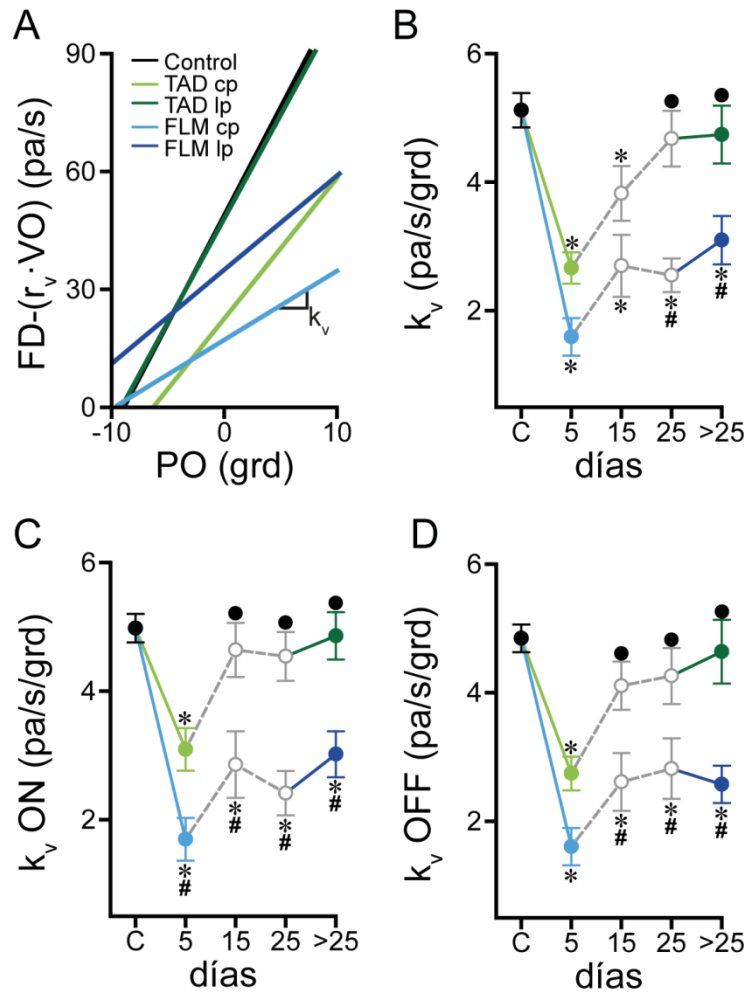 A
FD-(rv·VO) (pa/s)
90
60
30
0
-10
0
10
PO (grd)
Control
TAD cp
TAD lp
FLM cp
FLM lp
kv
B
kv (pa/s/grd)
6
4
2
C
5
15
25
>25
días
*
*
*
*
*
#
*
#
C
kv ON (pa/s/grd)
6
4
2
C
5
15
25
>25
días
*
*
#
*
#
*
#
*
#
D
kv OFF (pa/s/grd)
6
4
2
C
5
15
25
>25
días
*
*
*
#
*
#
*
#